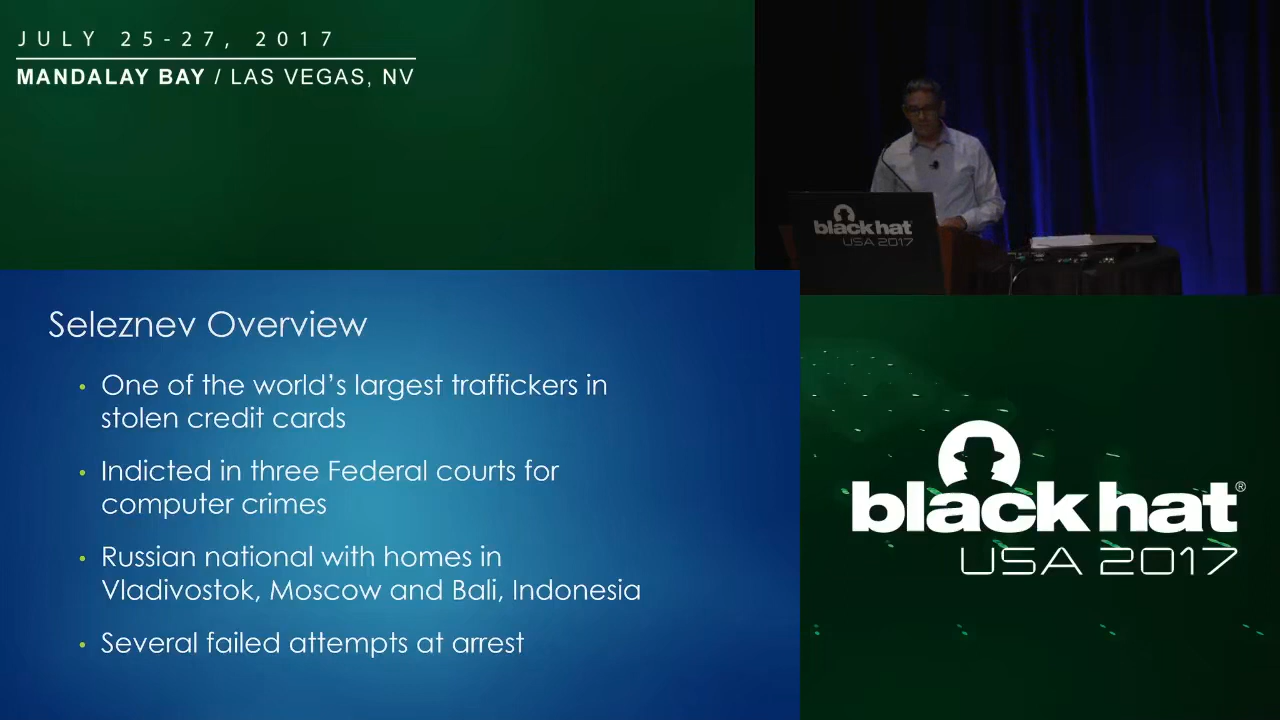 JULY 25-27, 2017
MANDALAY BAY / LAS VEGAS, NV
black hat
USA 2017
Seleznev Overview
• One of the world’s largest traffickers in
stolen credit cards
• Indicted in three Federal courts for
computer crimes
• Russian national with homes in
Vladivostok, Moscow and Bali, Indonesia
• Several failed attempts at arrest
black hat®
USA 2017